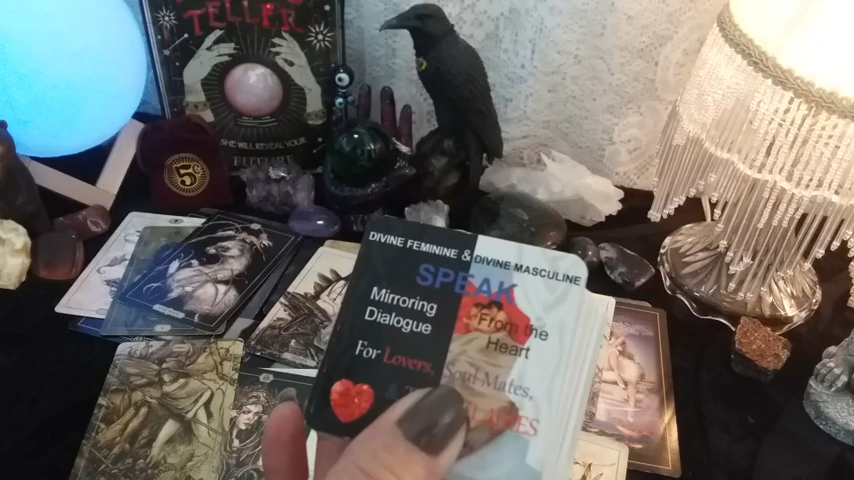 TELLER
SHE WILL REVEAL YOUR
FUTURE
5¢
DIVINE FEMININE & DIVINE MASCULINE
SPEAK
Mirroring
Dialogue
From the
Heart
For Lovers, Soul Mates,
&